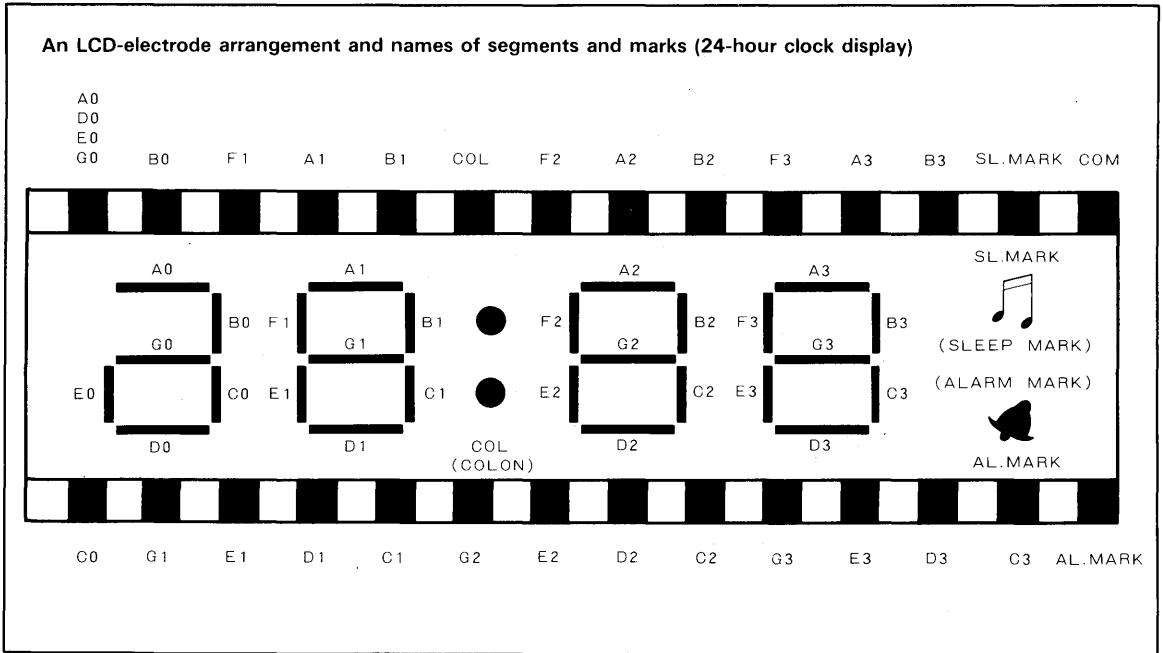 An LCD-electrode arrangement and names of segments and marks (24-hour clock display)
A0
D0
E0
G0 B0 F1 A1 B1 COL F2 A2 B2 F3 A3 B3 SL.MARK COM
SL.MARK
A0 A1 A2 A3
B0 F1 B1 F2 B2 F3 B3
G0 G1 G2 G3
(SLEEP MARK)
(ALARM MARK)
E0 C0 E1 C1 E2 C2 E3 C3
D0 D1 COL D2 D3
(COLON)
AL.MARK
C0 G1 E1 D1 C1 G2 E2 D2 C2 G3 E3 D3 C3 AL.MARK